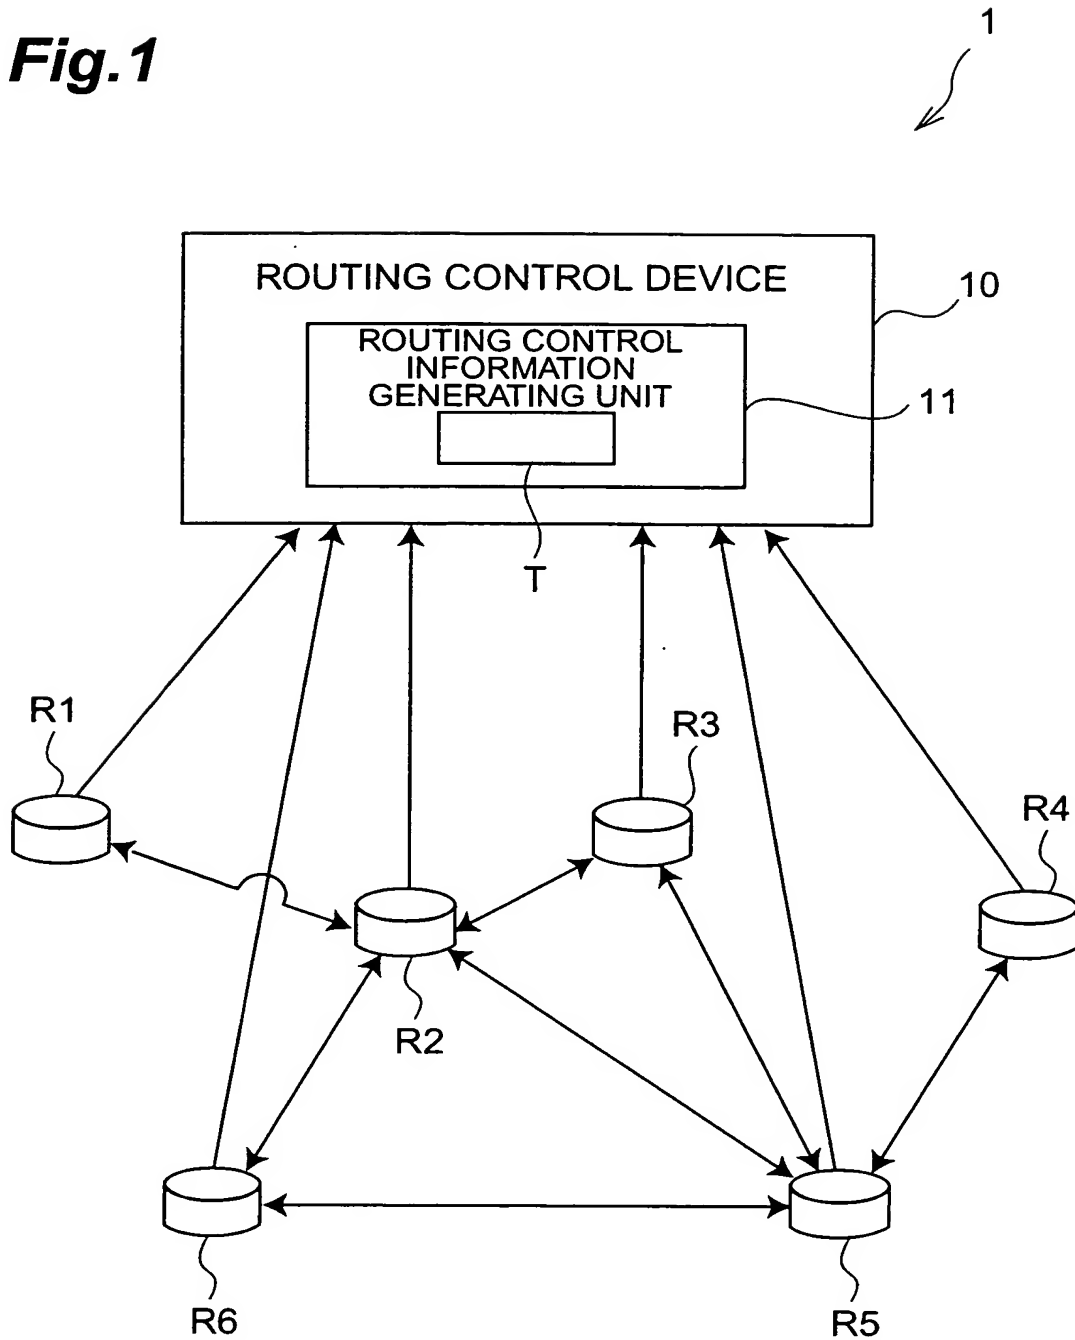 Fig.1
1
ROUTING CONTROL DEVICE
10
ROUTING CONTROL
INFORMATION
GENERATING UNIT
11
T
R1
R3
R4
R2
R6
R5